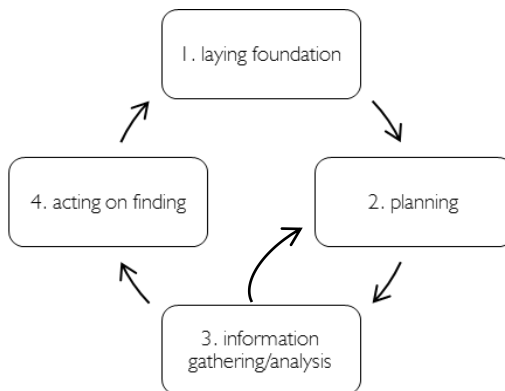 1. laying foundation
2. planning
3. information
gathering/analysis
4. acting on finding